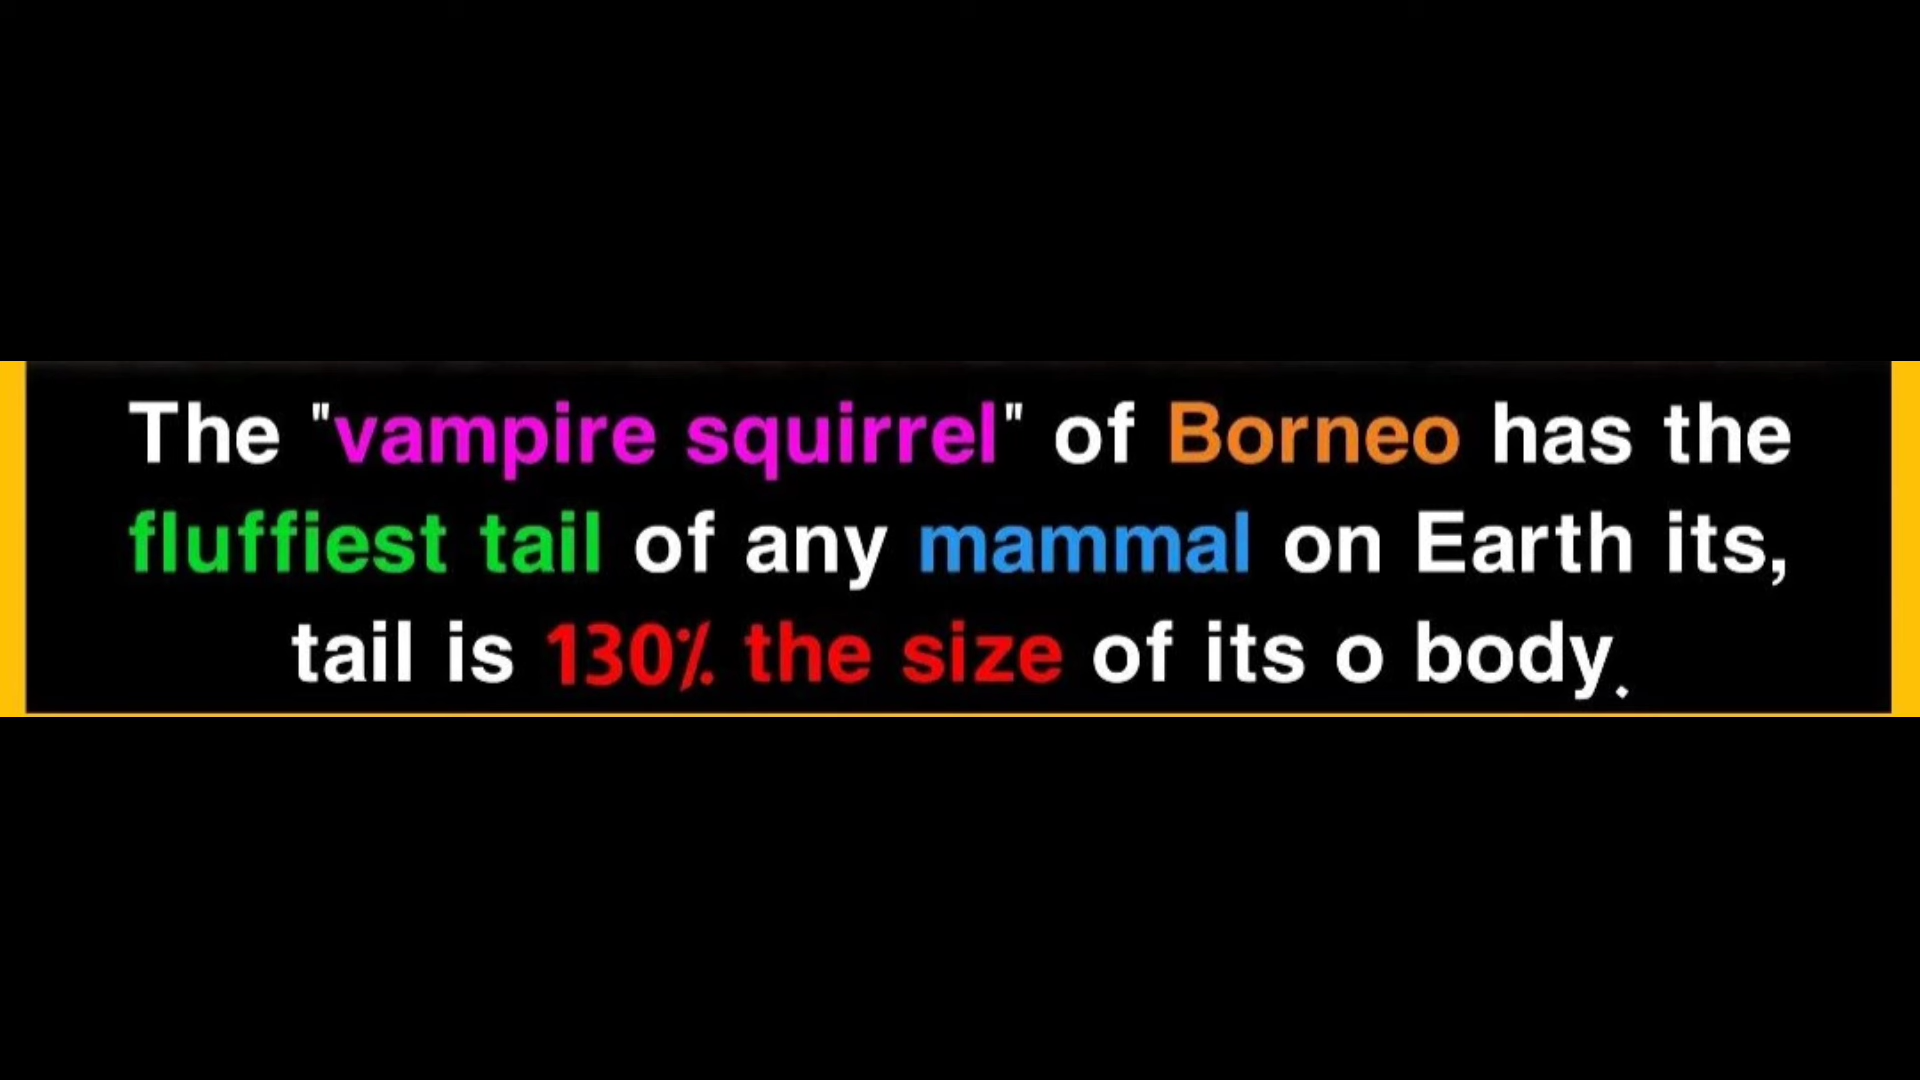 The "vampire squirrel" of Borneo has the
fluffiest tail of any mammal on Earth its,
tail is 130% the size of its o body.